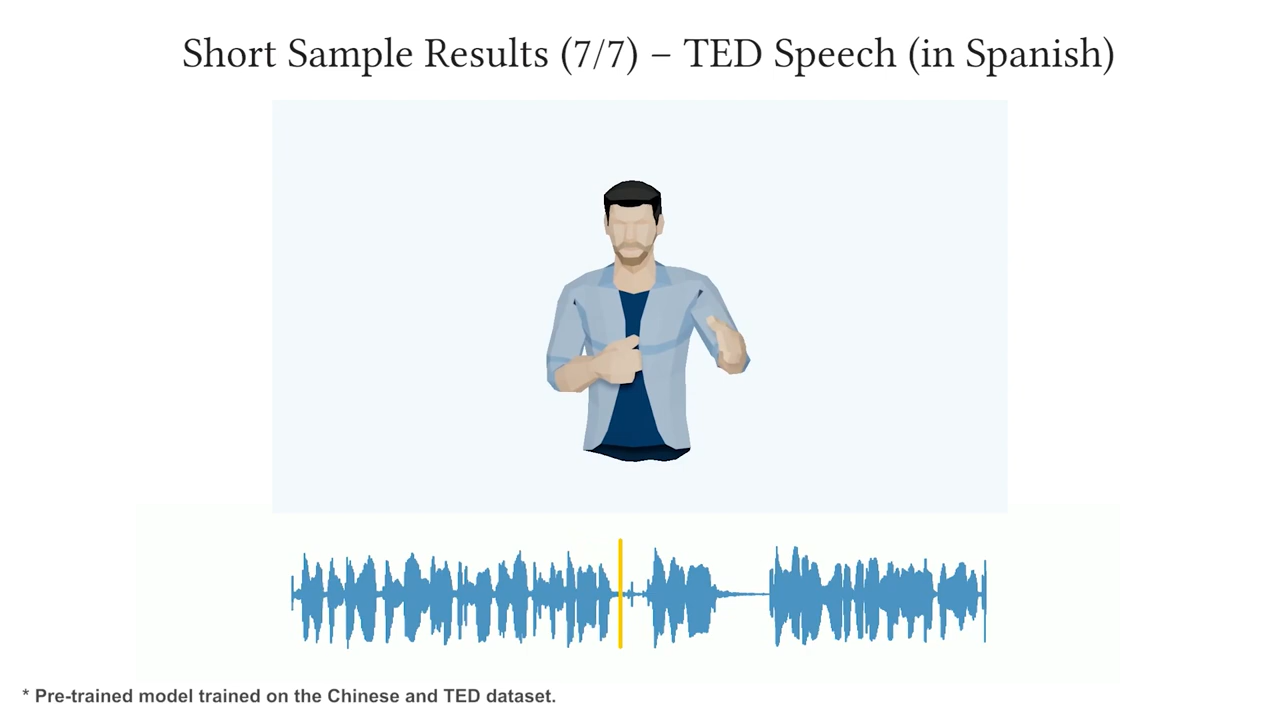 Short Sample Results (7/7) – TED Speech (in Spanish)
* Pre-trained model trained on the Chinese and TED dataset.